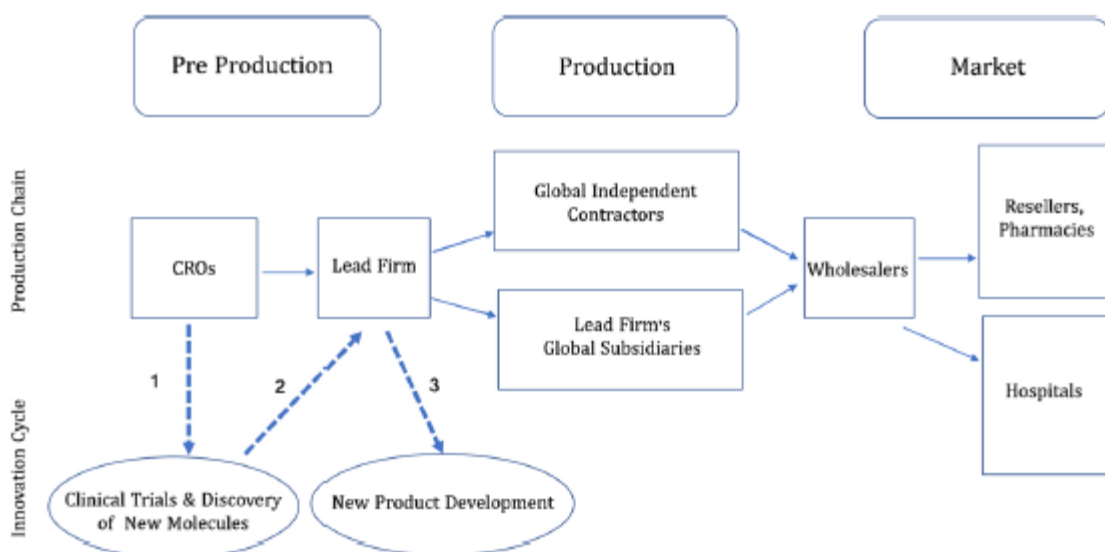 Pre Production
Production
Market
Production Chain
CROs
Lead Firm
Global Independent
Contractors
Lead Firm's
Global Subsidiaries
Wholesalers
Resellers,
Pharmacies
Hospitals
Innovation Cycle
1
2
3
Clinical Trials & Discovery
of New Molecules
New Product Development